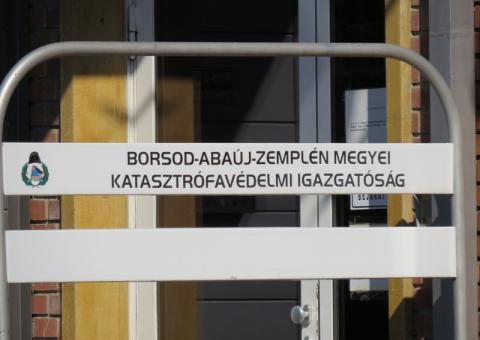 BORSOD-ABAÚJ-ZEMPLÉN MEGYEI
KATASZTRÓFAVÉDELMI IGAZGATÓSÁG